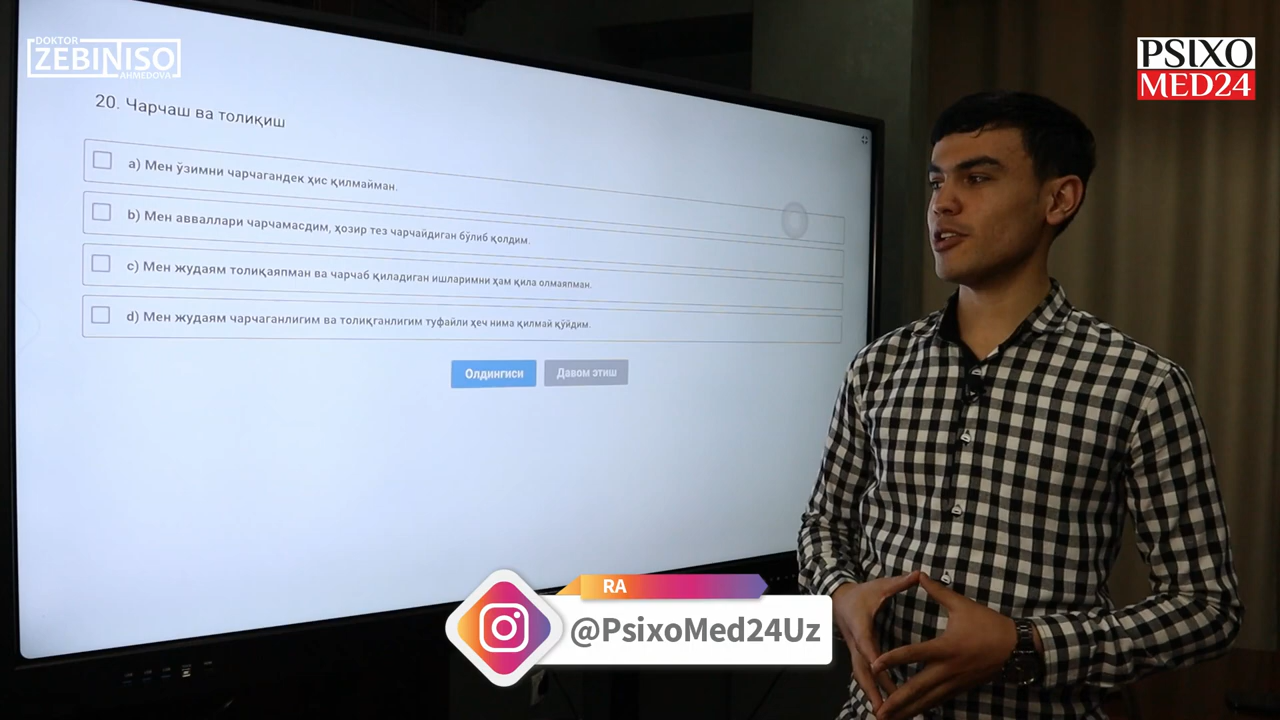 DOKTOR
ZEBINISO
AHMEDOVA
PSIXO
MED24
20. Чарчаш ва толиқиш
a) Мен ўзимни чарчагандек ҳис қилмайман.
b) Мен авваллари чарчамасдим, ҳозир тез чарчайдиган бўлиб қолдим.
c) Мен жудаям толиқаяпман ва чарчаб қиладиган ишларимни ҳам қила олмаяпман.
d) Мен жудаям чарчаганлигим ва толиқганлигим туфайли ҳеч нима қилмай қўйдим.
Олдингиси
Давом этиш
RA
@PsixoMed24Uz